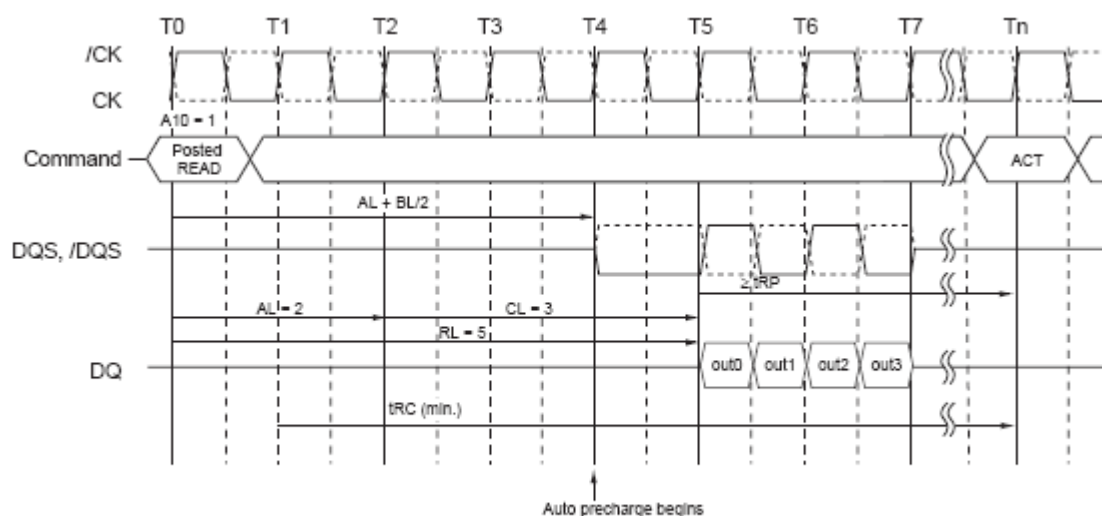 T0 T1 T2 T3 T4 T5 T6 T7 Tn
/CK
CK
A10 = 1
Command
Posted
READ
ACT
AL + BL/2
DQS, /DQS
≥ tRP
AL = 2
CL = 3
RL = 5
DQ
out0 out1 out2 out3
tRC (min.)
Auto precharge begins